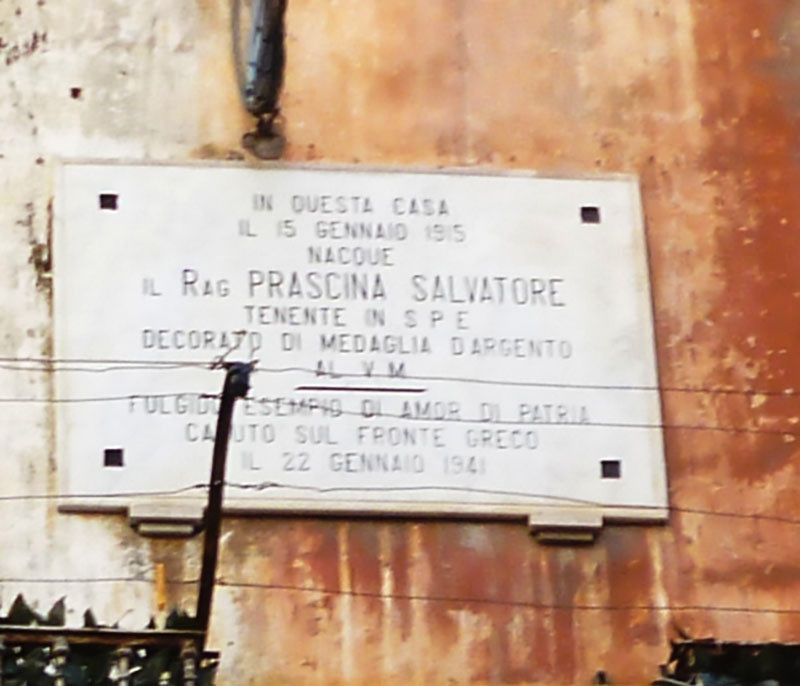 IN QUESTA CASA
IL 15 GENNAIO 1915
NACQUE
IL RAG PRASCINA SALVATORE
TENENTE IN S P E
DECORATO DI MEDAGLIA D'ARGENTO
AL V M
FULGIDO ESEMPIO DI AMOR DI PATRIA
CADUTO SUL FRONTE GRECO
IL 22 GENNAIO 1941